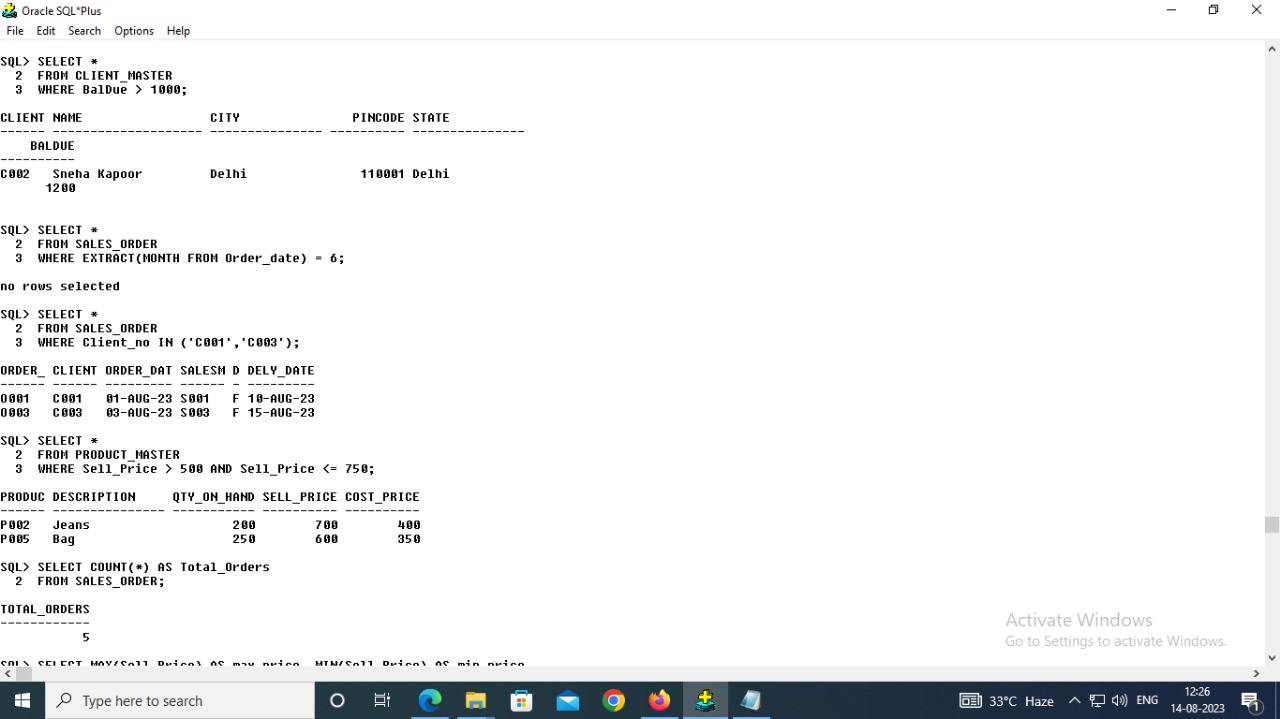 Oracle SQL*Plus
File Edit Search Options Help
SQL> SELECT *
  2  FROM CLIENT_MASTER
  3  WHERE BalDue > 1000;
CLIENT NAME                 CITY               PINCODE STATE
------ -------------------- --------------- ---------- ---------------
    BALDUE
----------
C002   Sneha Kapoor         Delhi               110001 Delhi
      1200
SQL> SELECT *
  2  FROM SALES_ORDER
  3  WHERE EXTRACT(MONTH FROM Order_date) = 6;
no rows selected
SQL> SELECT *
  2  FROM SALES_ORDER
  3  WHERE Client_no IN ('C001','C003');
ORDER_ CLIENT ORDER_DAT SALESM D DELY_DATE
------ ------ --------- ------ - ---------
O001   C001   01-AUG-23 S001   F 10-AUG-23
O003   C003   03-AUG-23 S003   F 15-AUG-23
SQL> SELECT *
  2  FROM PRODUCT_MASTER
  3  WHERE Sell_Price > 500 AND Sell_Price <= 750;
PRODUC DESCRIPTION     QTY_ON_HAND SELL_PRICE COST_PRICE
------ --------------- ----------- ---------- ----------
P002   Jeans                   200        700        400
P005   Bag                     250        600        350
SQL> SELECT COUNT(*) AS Total_Orders
  2  FROM SALES_ORDER;
TOTAL_ORDERS
------------
           5
SQL> SELECT MAX(Sell_Price) AS max_price, MIN(Sell_Price) AS min_price
Activate Windows
Go to Settings to activate Windows.
Type here to search
33°C Haze
ENG
12:26
14-08-2023
1